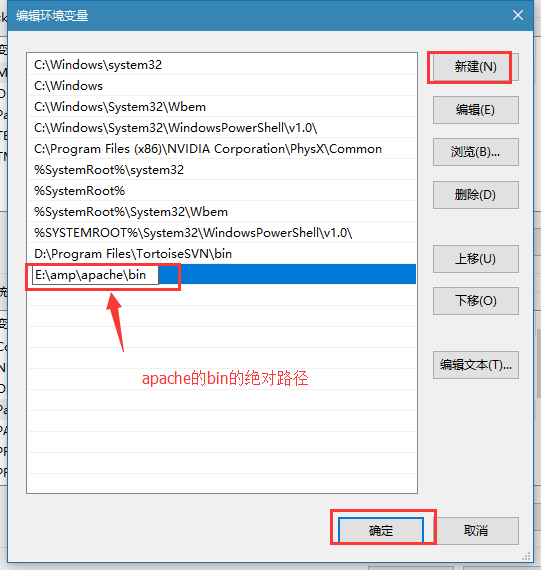 编辑环境变量
C:\Windows\system32
C:\Windows
C:\Windows\System32\Wbem
C:\Windows\System32\WindowsPowerShell\v1.0\
C:\Program Files (x86)\NVIDIA Corporation\PhysX\Common
%SystemRoot%\system32
%SystemRoot%
%SystemRoot%\System32\Wbem
%SYSTEMROOT%\System32\WindowsPowerShell\v1.0\
D:\Program Files\TortoiseSVN\bin
E:\amp\apache\bin
apache的bin的绝对路径
新建(N)
编辑(E)
浏览(B)...
删除(D)
上移(U)
下移(O)
编辑文本(T)...
确定
取消